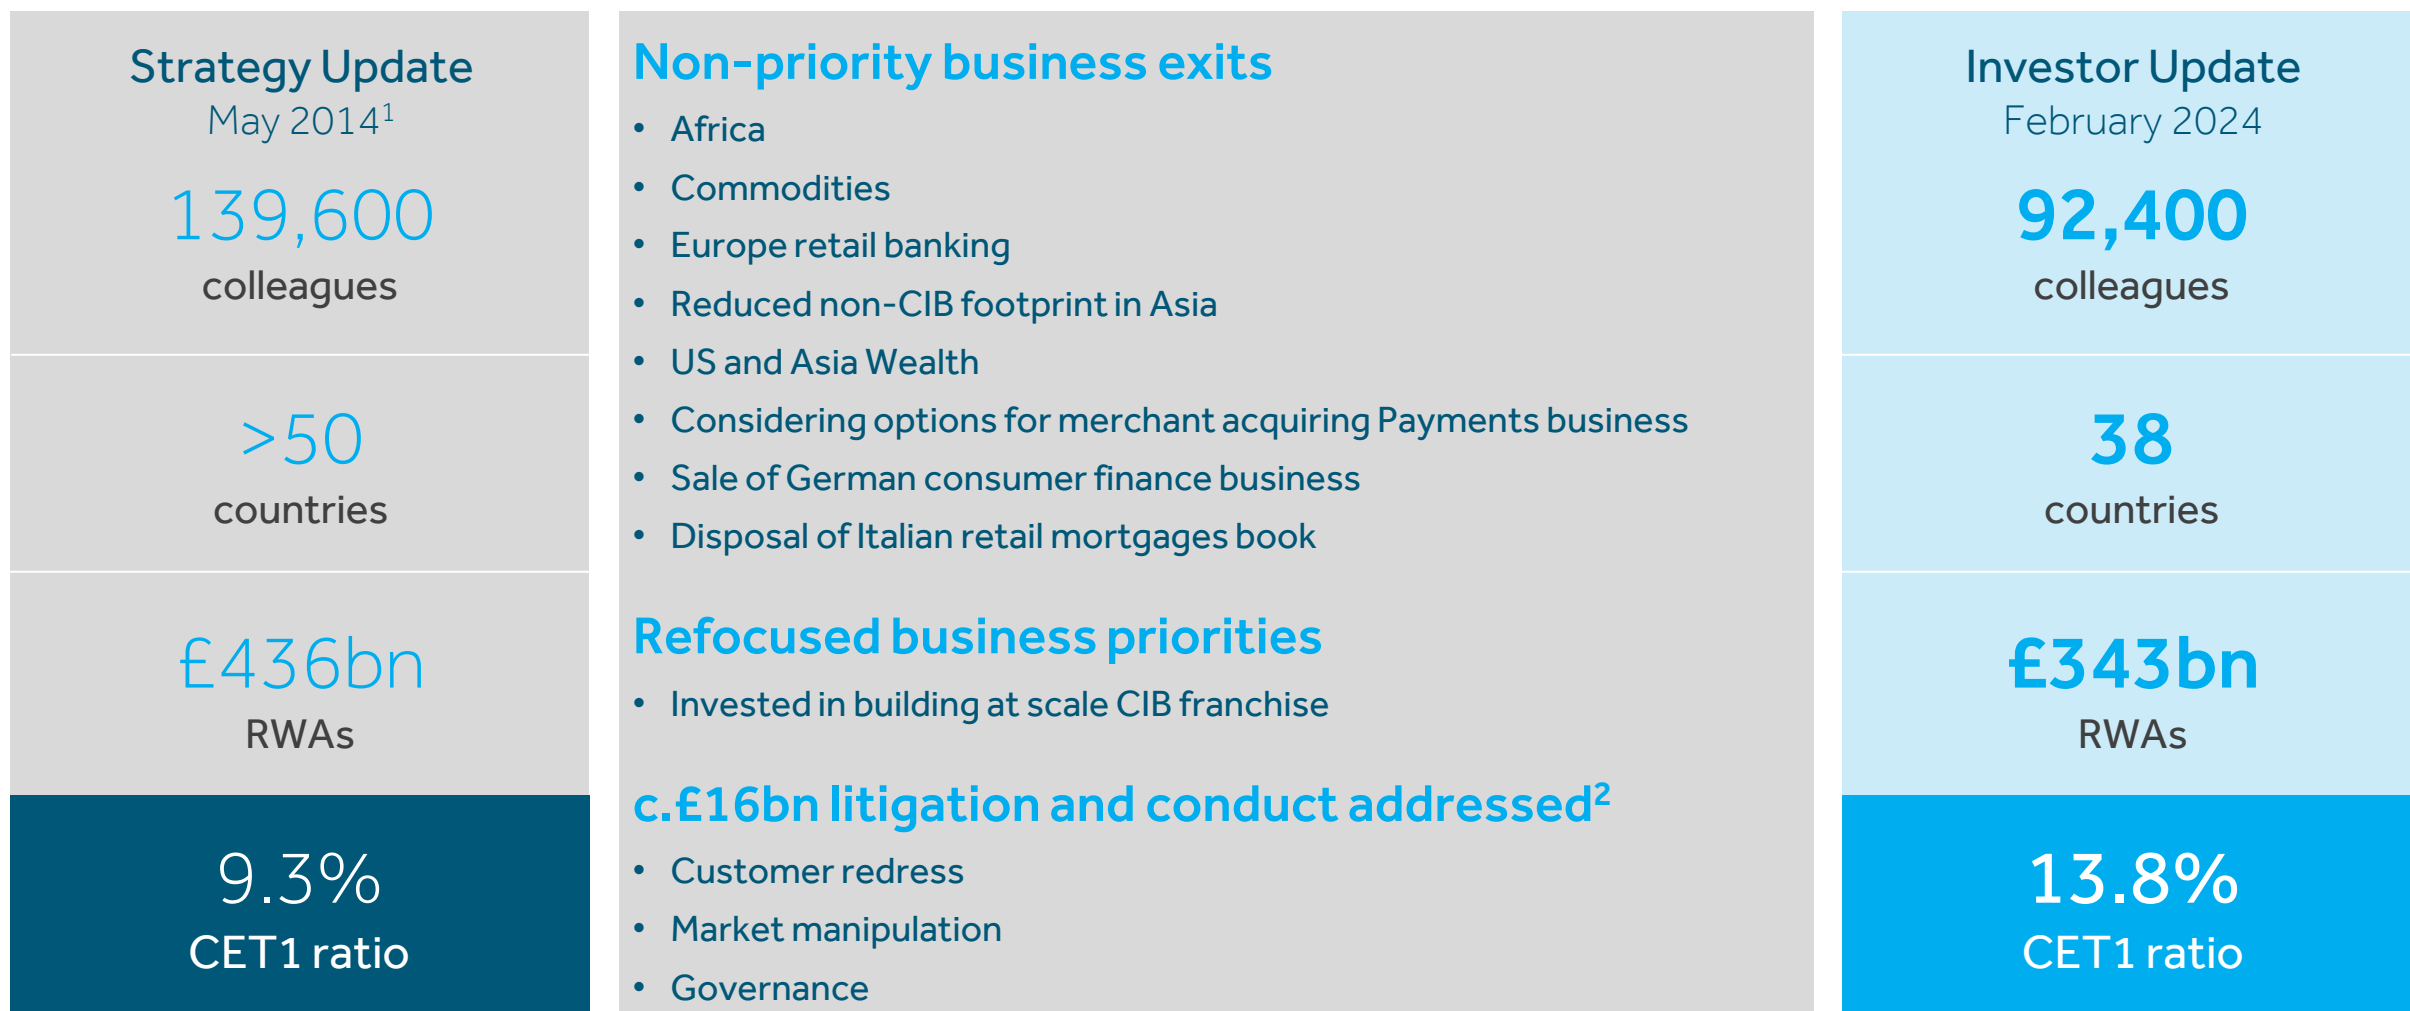 Strategy Update
May 2014¹
139,600
colleagues
>50
countries
£436bn
RWAs
9.3%
CET1 ratio
Non-priority business exits
• Africa
• Commodities
• Europe retail banking
• Reduced non-CIB footprint in Asia
• US and Asia Wealth
• Considering options for merchant acquiring Payments business
• Sale of German consumer finance business
• Disposal of Italian retail mortgages book
Refocused business priorities
• Invested in building at scale CIB franchise
c.£16bn litigation and conduct addressed²
• Customer redress
• Market manipulation
• Governance
Investor Update
February 2024
92,400
colleagues
38
countries
£343bn
RWAs
13.8%
CET1 ratio